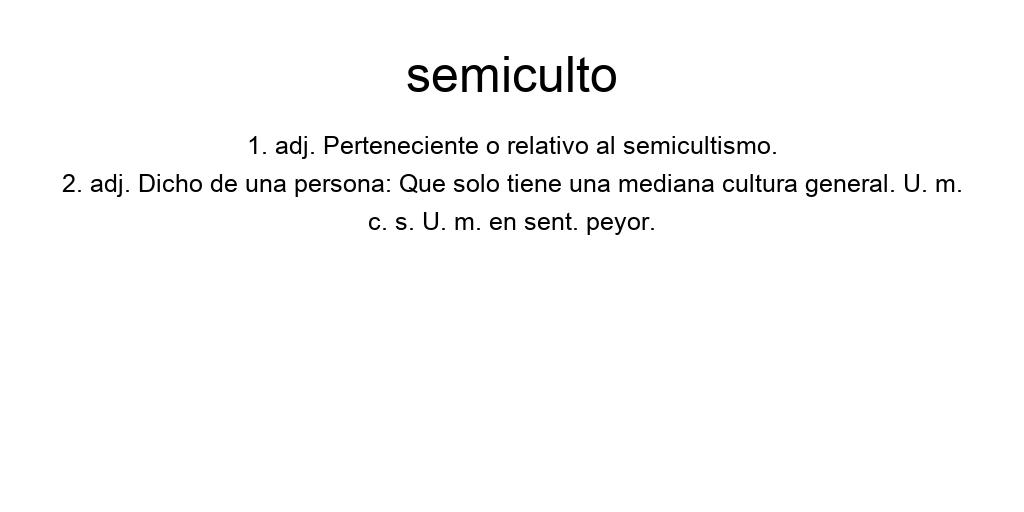 semiculto
1. adj. Perteneciente o relativo al semicultismo.
2. adj. Dicho de una persona: Que solo tiene una mediana cultura general. U. m.
c. s. U. m. en sent. peyor.